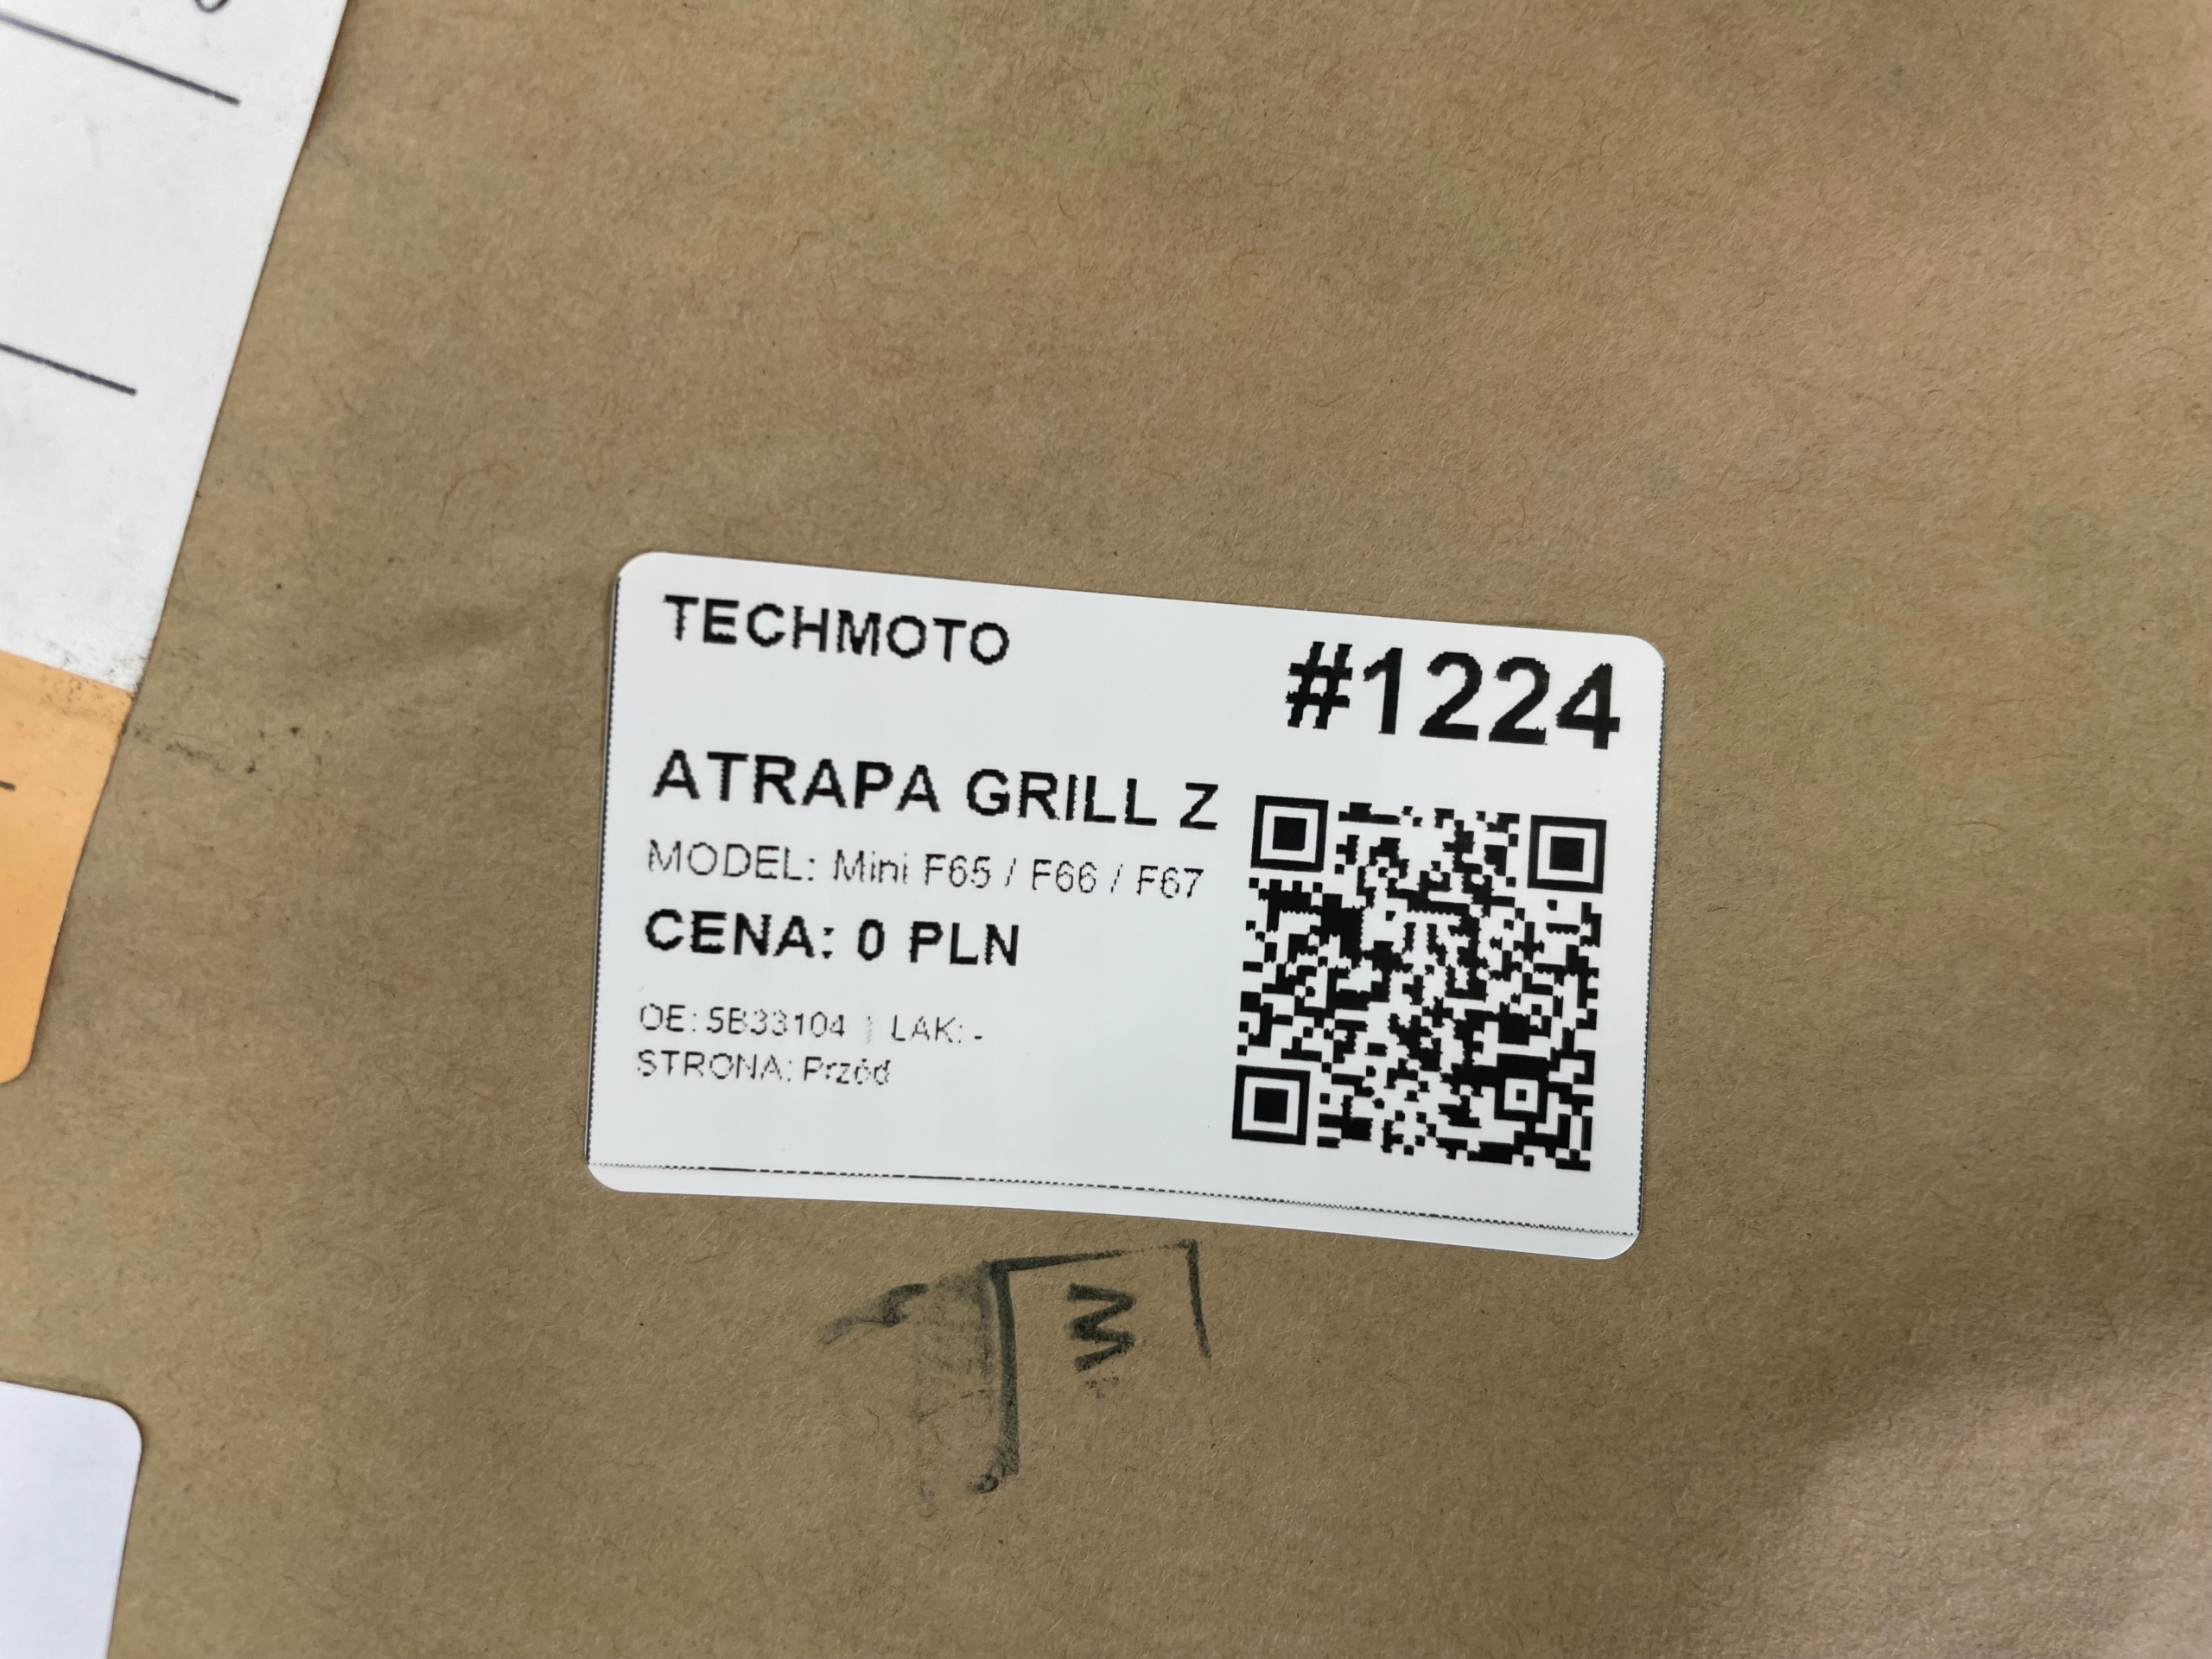 TECHMOTO
#1224
ATRAPA GRILL Z
MODEL: Mini F65 / F66 / F67
CENA: 0 PLN
OE: 5B33104 | LAK: -
STRONA: Przód